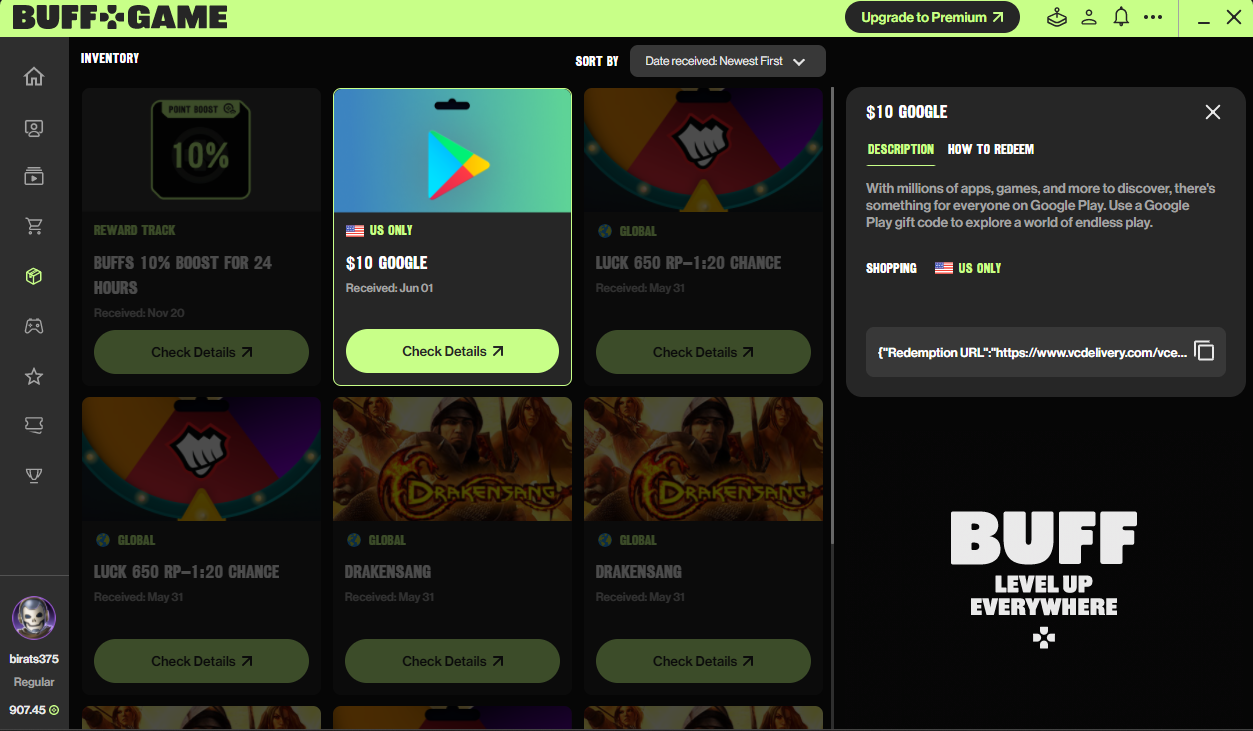 BUFF GAME
Upgrade to Premium
INVENTORY
SORT BY
Date received: Newest First
POINT BOOST
10%
REWARD TRACK
BUFFS 10% BOOST FOR 24
HOURS
Received: Nov 20
Check Details
US ONLY
$10 GOOGLE
Received: Jun 01
Check Details
GLOBAL
LUCK 650 RP-1:20 CHANCE
Received: May 31
Check Details
GLOBAL
LUCK 650 RP-1:20 CHANCE
Received: May 31
Check Details
DRAKENSANG
GLOBAL
DRAKENSANG
Received: May 31
Check Details
DRAKENSANG
GLOBAL
DRAKENSANG
Received: May 31
Check Details
$10 GOOGLE
DESCRIPTION HOW TO REDEEM
With millions of apps, games, and more to discover, there's
something for everyone on Google Play. Use a Google
Play gift code to explore a world of endless play.
SHOPPING US ONLY
{"Redemption URL":"https://www.vcdelivery.com/vce...
BUFF
LEVEL UP
EVERYWHERE
birats375
Regular
907.45